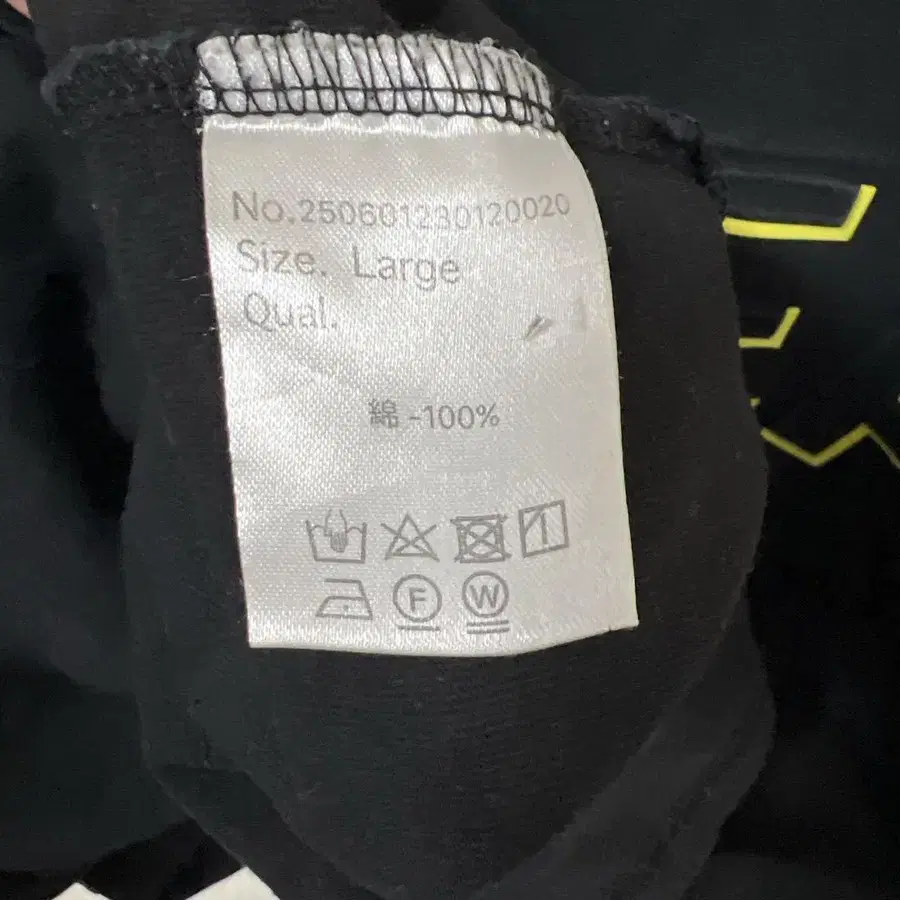 No.250601230120020
Size. Large
Qual.
綿 -100%
F W